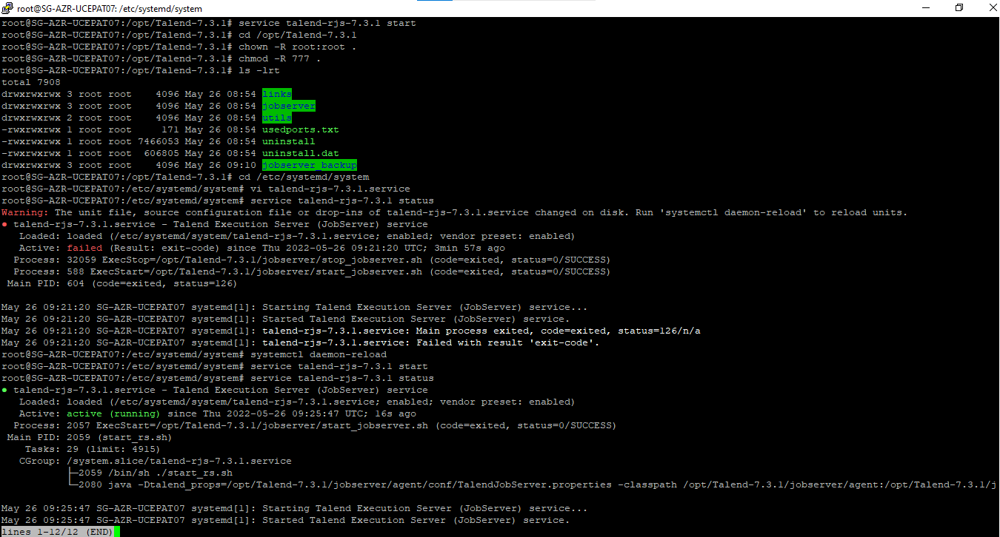 root@SG-AZR-UCEPAT07: /etc/systemd/system
root@SG-AZR-UCEPAT07:/opt/Talend-7.3.1# service talend-rjs-7.3.1 start
root@SG-AZR-UCEPAT07:/opt/Talend-7.3.1# cd /opt/Talend-7.3.1
root@SG-AZR-UCEPAT07:/opt/Talend-7.3.1# chown -R root:root .
root@SG-AZR-UCEPAT07:/opt/Talend-7.3.1# chmod -R 777 .
root@SG-AZR-UCEPAT07:/opt/Talend-7.3.1# ls -lrt
total 7908
drwxrwxrwx 3 root root    4096 May 26 08:54 links
drwxrwxrwx 3 root root    4096 May 26 08:54 jobserver
drwxrwxrwx 2 root root    4096 May 26 08:54 utils
-rwxrwxrwx 1 root root     171 May 26 08:54 usedports.txt
-rwxrwxrwx 1 root root 7466053 May 26 08:54 uninstall
-rwxrwxrwx 1 root root  606805 May 26 08:54 uninstall.dat
drwxrwxrwx 3 root root    4096 May 26 09:10 jobserver_backup
root@SG-AZR-UCEPAT07:/opt/Talend-7.3.1# cd /etc/systemd/system
root@SG-AZR-UCEPAT07:/etc/systemd/system# vi talend-rjs-7.3.1.service
root@SG-AZR-UCEPAT07:/etc/systemd/system# service talend-rjs-7.3.1 status
Warning: The unit file, source configuration file or drop-ins of talend-rjs-7.3.1.service changed on disk. Run 'systemctl daemon-reload' to reload units.
● talend-rjs-7.3.1.service - Talend Execution Server (JobServer) service
   Loaded: loaded (/etc/systemd/system/talend-rjs-7.3.1.service; enabled; vendor preset: enabled)
   Active: failed (Result: exit-code) since Thu 2022-05-26 09:21:20 UTC; 3min 57s ago
  Process: 32059 ExecStop=/opt/Talend-7.3.1/jobserver/stop_jobserver.sh (code=exited, status=0/SUCCESS)
  Process: 588 ExecStart=/opt/Talend-7.3.1/jobserver/start_jobserver.sh (code=exited, status=0/SUCCESS)
 Main PID: 604 (code=exited, status=126)
May 26 09:21:20 SG-AZR-UCEPAT07 systemd[1]: Starting Talend Execution Server (JobServer) service...
May 26 09:21:20 SG-AZR-UCEPAT07 systemd[1]: Started Talend Execution Server (JobServer) service.
May 26 09:21:20 SG-AZR-UCEPAT07 systemd[1]: talend-rjs-7.3.1.service: Main process exited, code=exited, status=126/n/a
May 26 09:21:20 SG-AZR-UCEPAT07 systemd[1]: talend-rjs-7.3.1.service: Failed with result 'exit-code'.
root@SG-AZR-UCEPAT07:/etc/systemd/system# systemctl daemon-reload
root@SG-AZR-UCEPAT07:/etc/systemd/system# service talend-rjs-7.3.1 start
root@SG-AZR-UCEPAT07:/etc/systemd/system# service talend-rjs-7.3.1 status
● talend-rjs-7.3.1.service - Talend Execution Server (JobServer) service
   Loaded: loaded (/etc/systemd/system/talend-rjs-7.3.1.service; enabled; vendor preset: enabled)
   Active: active (running) since Thu 2022-05-26 09:25:47 UTC; 16s ago
  Process: 2057 ExecStart=/opt/Talend-7.3.1/jobserver/start_jobserver.sh (code=exited, status=0/SUCCESS)
 Main PID: 2059 (start_rs.sh)
    Tasks: 29 (limit: 4915)
   CGroup: /system.slice/talend-rjs-7.3.1.service
           ├─2059 /bin/sh ./start_rs.sh
           └─2080 java -Dtalend_props=/opt/Talend-7.3.1/jobserver/agent/conf/TalendJobServer.properties -classpath /opt/Talend-7.3.1/jobserver/agent:/opt/Talend-7.3.1/j
May 26 09:25:47 SG-AZR-UCEPAT07 systemd[1]: Starting Talend Execution Server (JobServer) service...
May 26 09:25:47 SG-AZR-UCEPAT07 systemd[1]: Started Talend Execution Server (JobServer) service.
lines 1-12/12 (END)